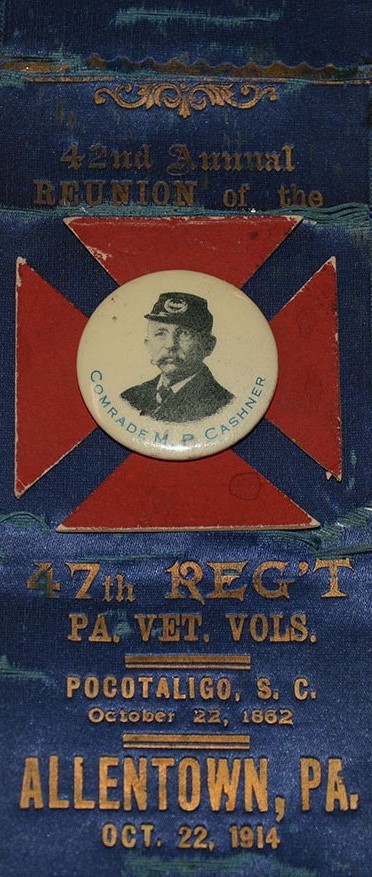 42nd Annual
REUNION of the
COMRADE M. P. CASHNER
47th REG'T
PA. VET. VOLS.
POCOTALIGO, S. C.
October 22, 1862
ALLENTOWN, PA.
OCT. 22, 1914